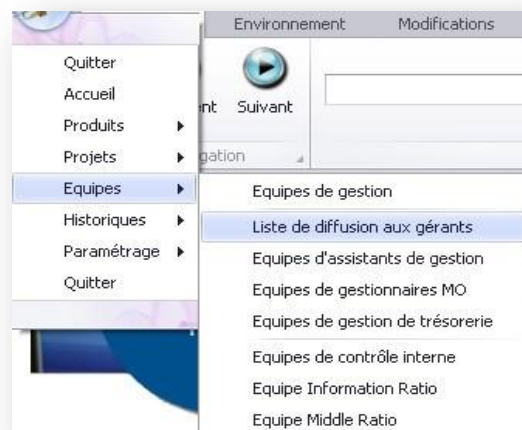 Environnement Modifications
Quitter
Accueil
Produits
Projets
Equipes
Historiques
Paramétrage
Quitter
Suivant
Equipes de gestion
Liste de diffusion aux gérants
Equipes d'assistants de gestion
Equipes de gestionnaires MO
Equipes de gestion de trésorerie
Equipes de contrôle interne
Equipe Information Ratio
Equipe Middle Ratio